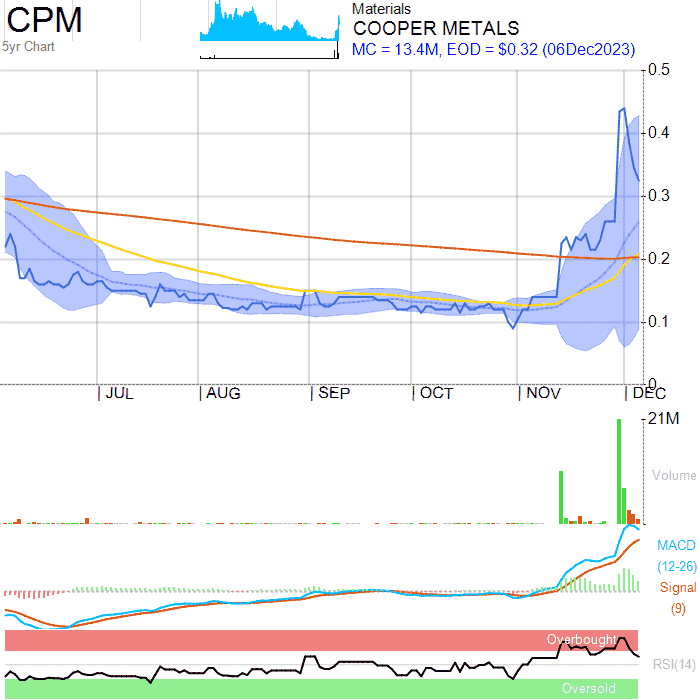 CPM
5yr Chart
Materials
COOPER METALS
MC = 13.4M, EOD = $0.32 (06Dec2023)
0.5
0.4
0.3
0.2
0.1
0
JUL AUG SEP OCT NOV DEC
21M
Volume
MACD
(12-26)
Signal
(9)
Overbought
RSI(14)
Oversold